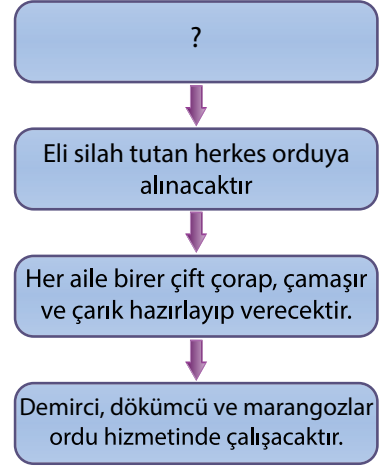 ?
Eli silah tutan herkes orduya
alınacaktır
Her aile birer çift çorap, çamaşır
ve çarık hazırlayıp verecektir.
Demirci, dökümcü ve marangozlar
ordu hizmetinde çalışacaktır.